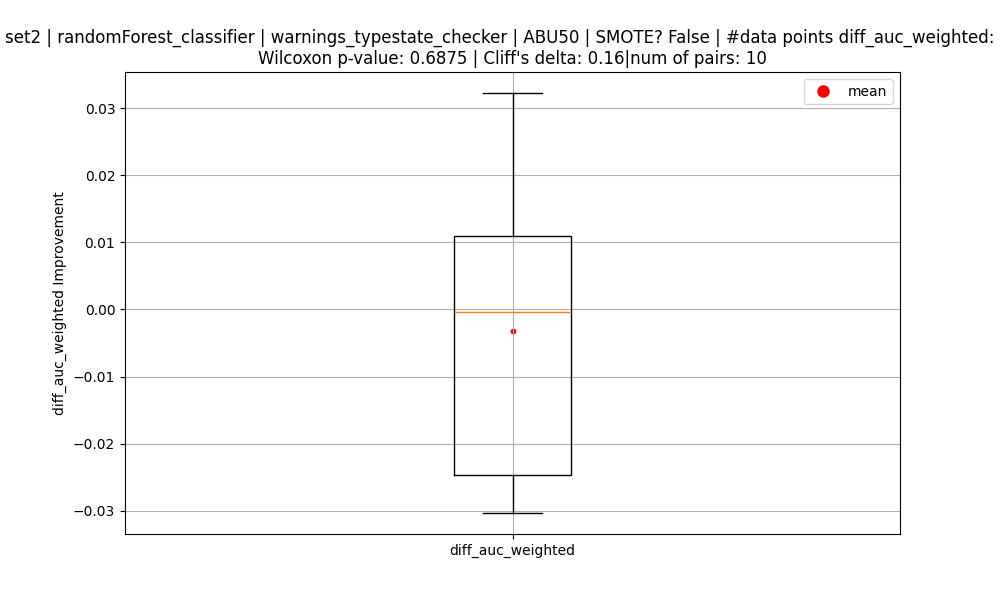 set2 | randomForest_classifier | warnings_typestate_checker | ABU50 | SMOTE? False | #data points diff_auc_weighted:
Wilcoxon p-value: 0.6875 | Cliff's delta: 0.16|num of pairs: 10
mean
0.03
0.02
0.01
0.00
−0.01
−0.02
−0.03
diff_auc_weighted Improvement
diff_auc_weighted